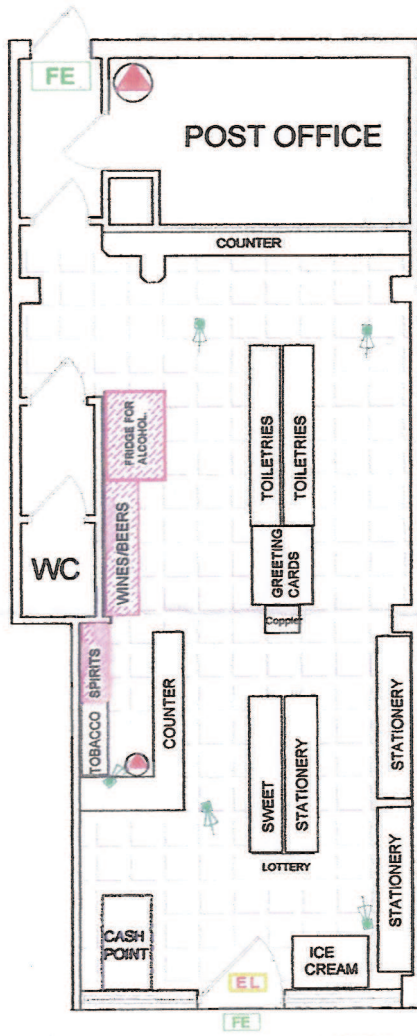 FE
POST OFFICE
COUNTER
FRIDGE FOR
ALCOHOL
WINES/BEERS
TOILETRIES
TOILETRIES
GREETING
CARDS
Coppier
WC
SPIRITS
TOBACCO
COUNTER
SWEET
STATIONERY
LOTTERY
STATIONERY
STATIONERY
CASH
POINT
ICE
CREAM
EL
FE